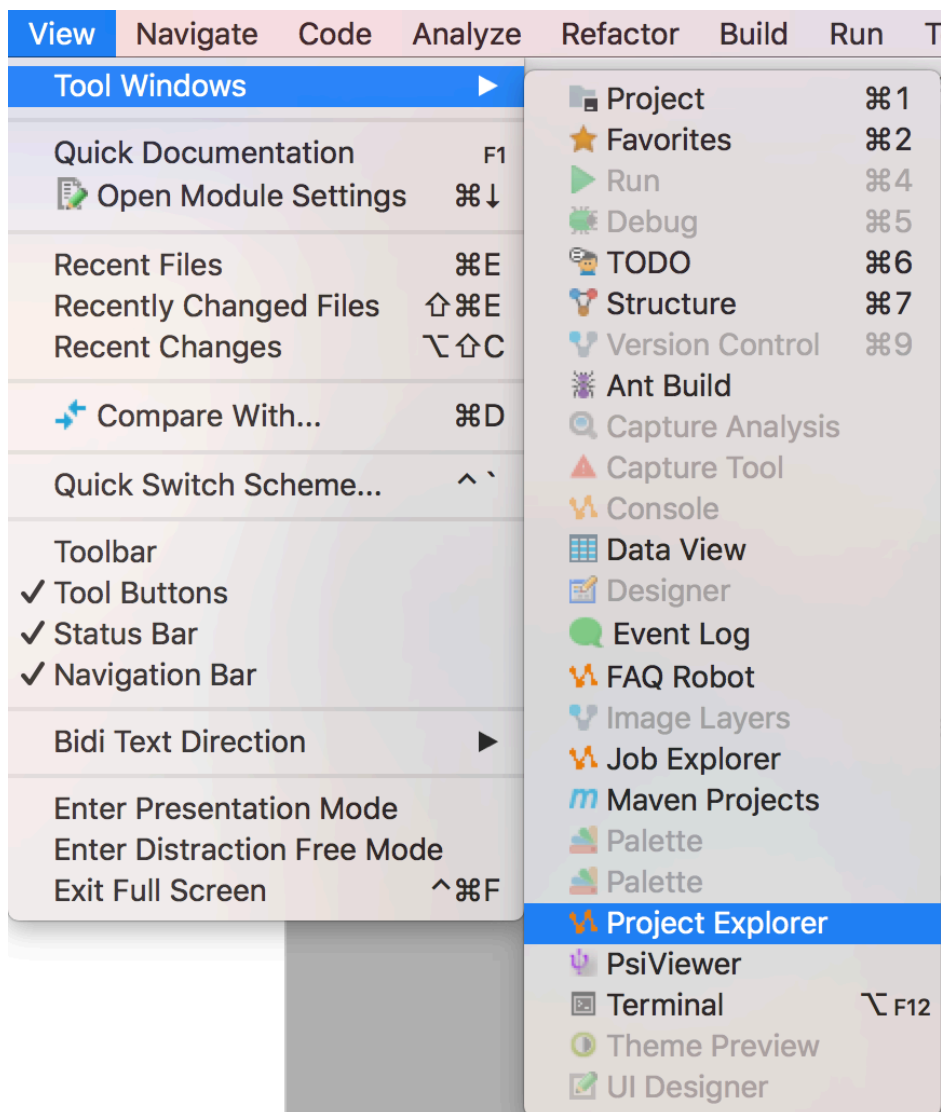 View Navigate Code Analyze Refactor Build Run T
Tool Windows ▶
Quick Documentation F1
Open Module Settings ⌘↓
Recent Files ⌘E
Recently Changed Files ⇧⌘E
Recent Changes ⌥⇧C
Compare With... ⌘D
Quick Switch Scheme... ^`
Toolbar
✓ Tool Buttons
✓ Status Bar
✓ Navigation Bar
Bidi Text Direction ▶
Enter Presentation Mode
Enter Distraction Free Mode
Exit Full Screen ^⌘F
Project ⌘1
Favorites ⌘2
Run ⌘4
Debug ⌘5
TODO ⌘6
Structure ⌘7
Version Control ⌘9
Ant Build
Capture Analysis
Capture Tool
Console
Data View
Designer
Event Log
FAQ Robot
Image Layers
Job Explorer
Maven Projects
Palette
Palette
Project Explorer
PsiViewer
Terminal ⌥F12
Theme Preview
UI Designer